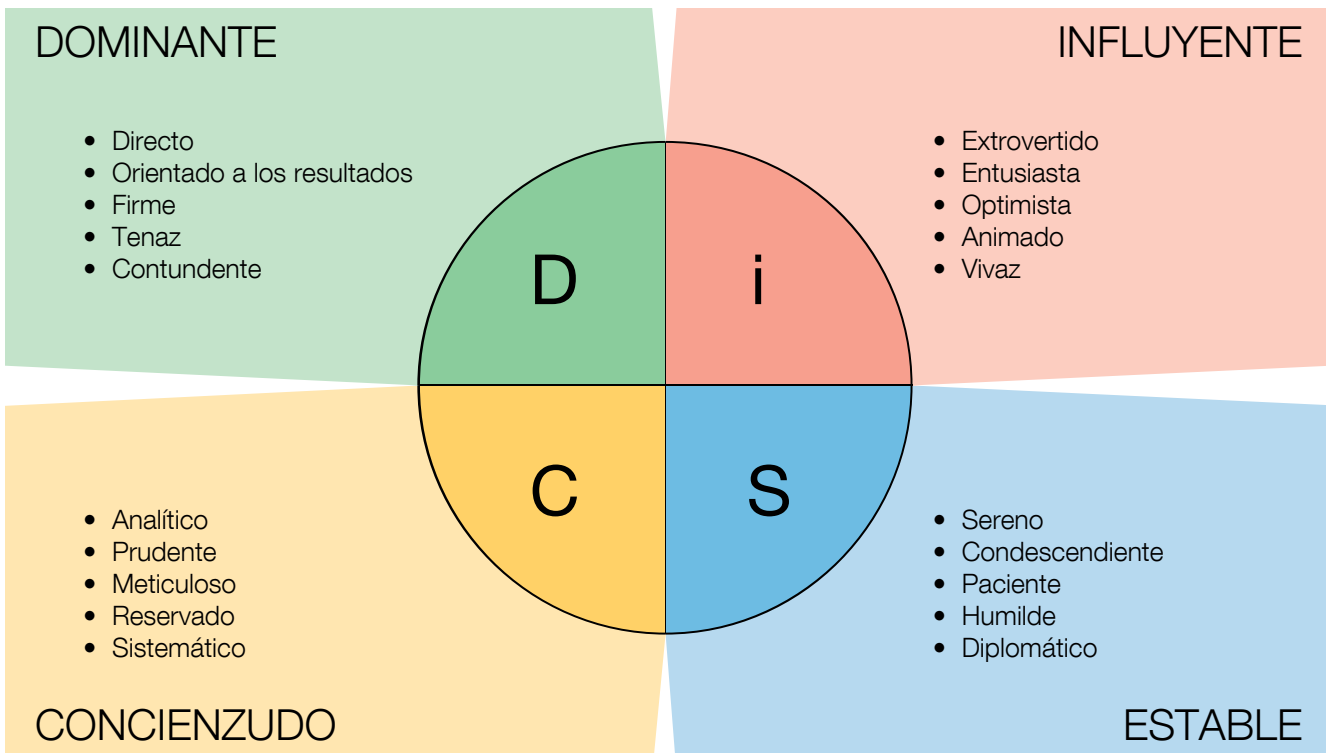 DOMINANTE
• Directo
• Orientado a los resultados
• Firme
• Tenaz
• Contundente
INFLUYENTE
• Extrovertido
• Entusiasta
• Optimista
• Animado
• Vivaz
D
i
C
S
• Analítico
• Prudente
• Meticuloso
• Reservado
• Sistemático
CONCIENZUDO
• Sereno
• Condescendiente
• Paciente
• Humilde
• Diplomático
ESTABLE